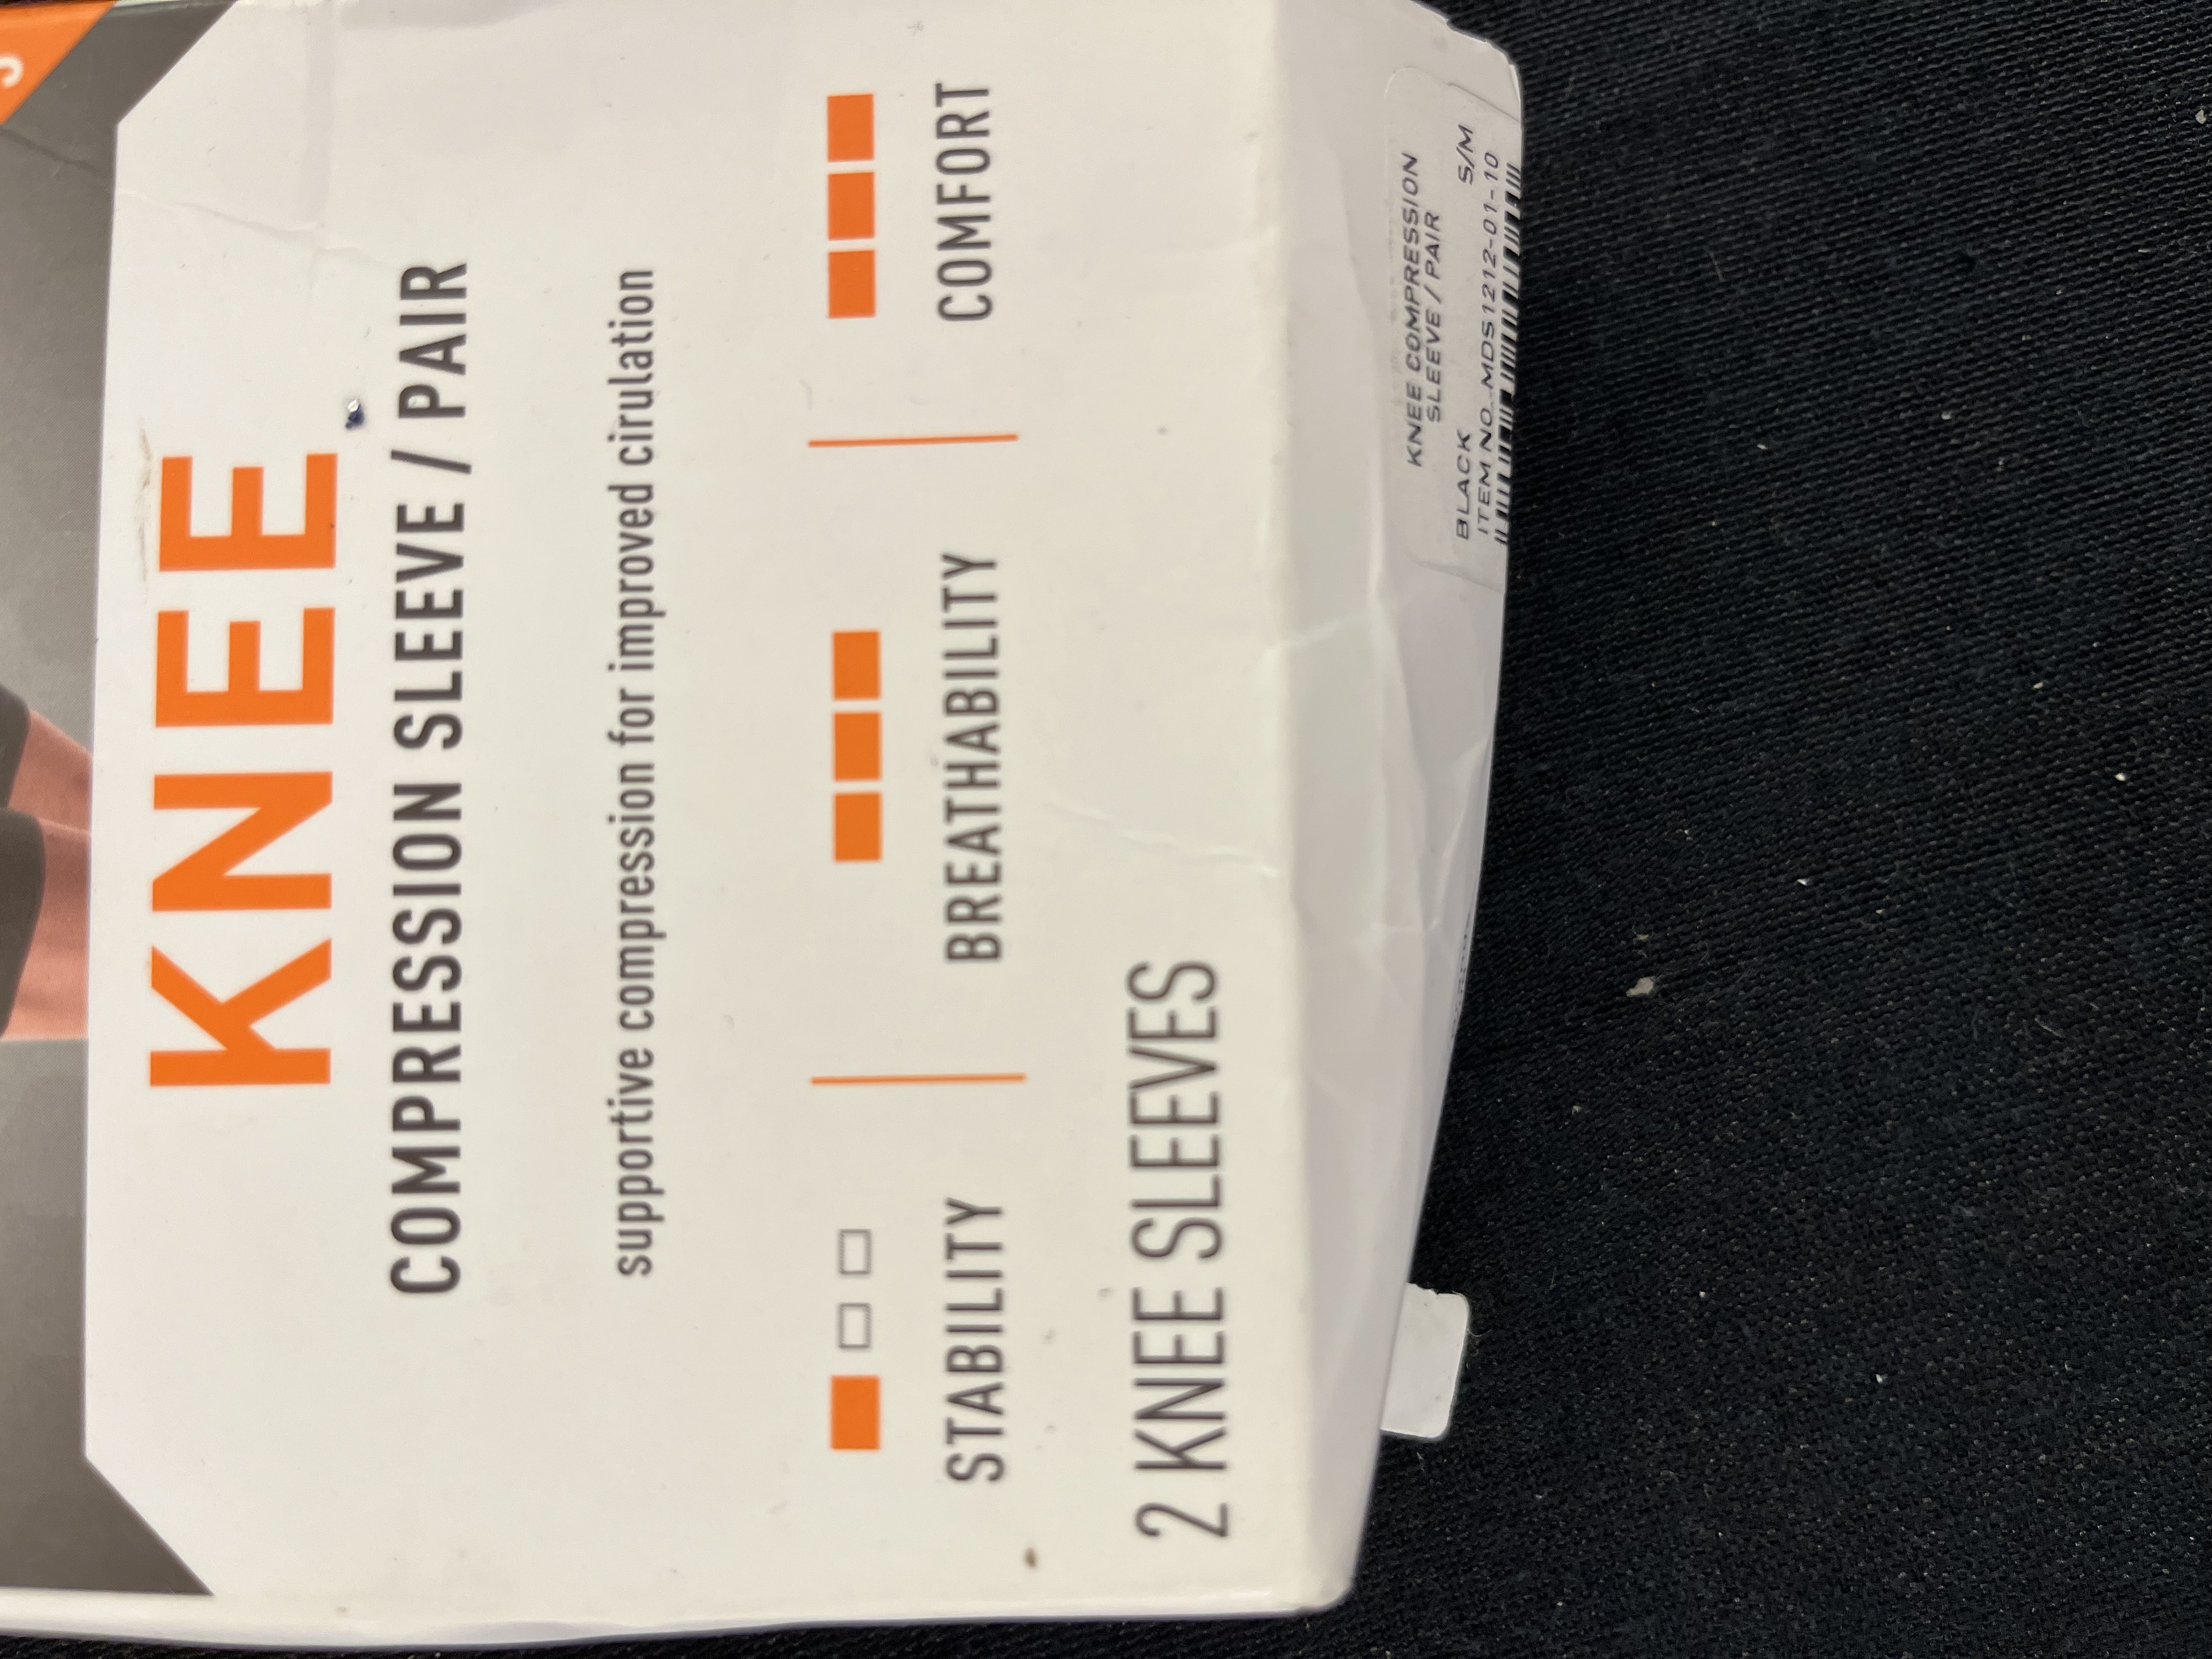 KNEE
COMPRESSION SLEEVE / PAIR
supportive compression for improved cirulation
STABILITY
BREATHABILITY
COMFORT
2 KNEE SLEEVES
KNEE COMPRESSION
SLEEVE / PAIR
BLACK S/M
ITEM NO. MDS1212-01-10